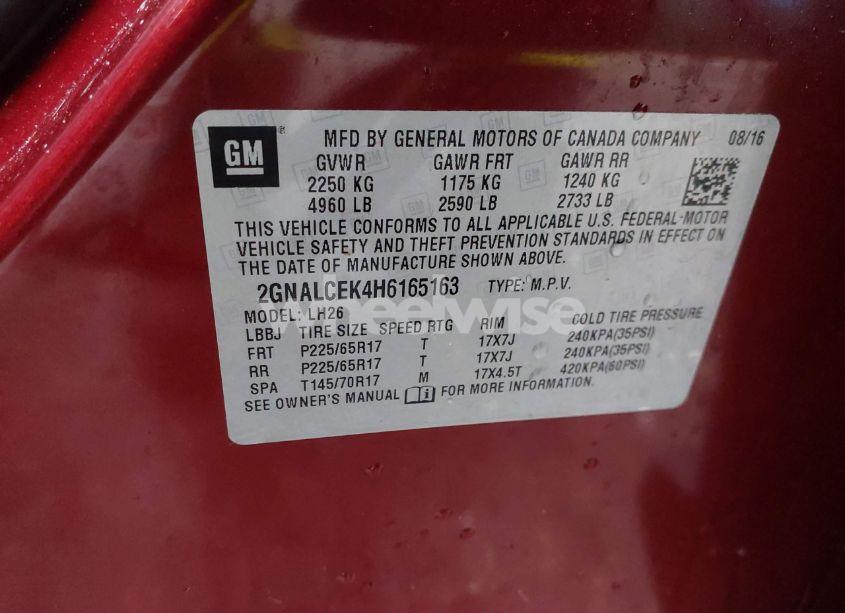 GM
MFD BY GENERAL MOTORS OF CANADA COMPANY 08/16
GVWR GAWR FRT GAWR RR
2250 KG 1175 KG 1240 KG
4960 LB 2590 LB 2733 LB
THIS VEHICLE CONFORMS TO ALL APPLICABLE U.S. FEDERAL-MOTOR
VEHICLE SAFETY AND THEFT PREVENTION STANDARDS IN EFFECT ON
THE DATE OF MANUFACTURE SHOWN ABOVE.
2GNALCEK4H6165163 TYPE: M.P.V.
wheelwise
MODEL: LH26
LBBJ TIRE SIZE SPEED RTG RIM COLD TIRE PRESSURE
FRT P225/65R17 T 17X7J 240KPA(35PSI)
RR P225/65R17 T 17X7J 240KPA(35PSI)
SPA T145/70R17 M 17X4.5T 420KPA(60PSI)
SEE OWNER'S MANUAL FOR MORE INFORMATION.